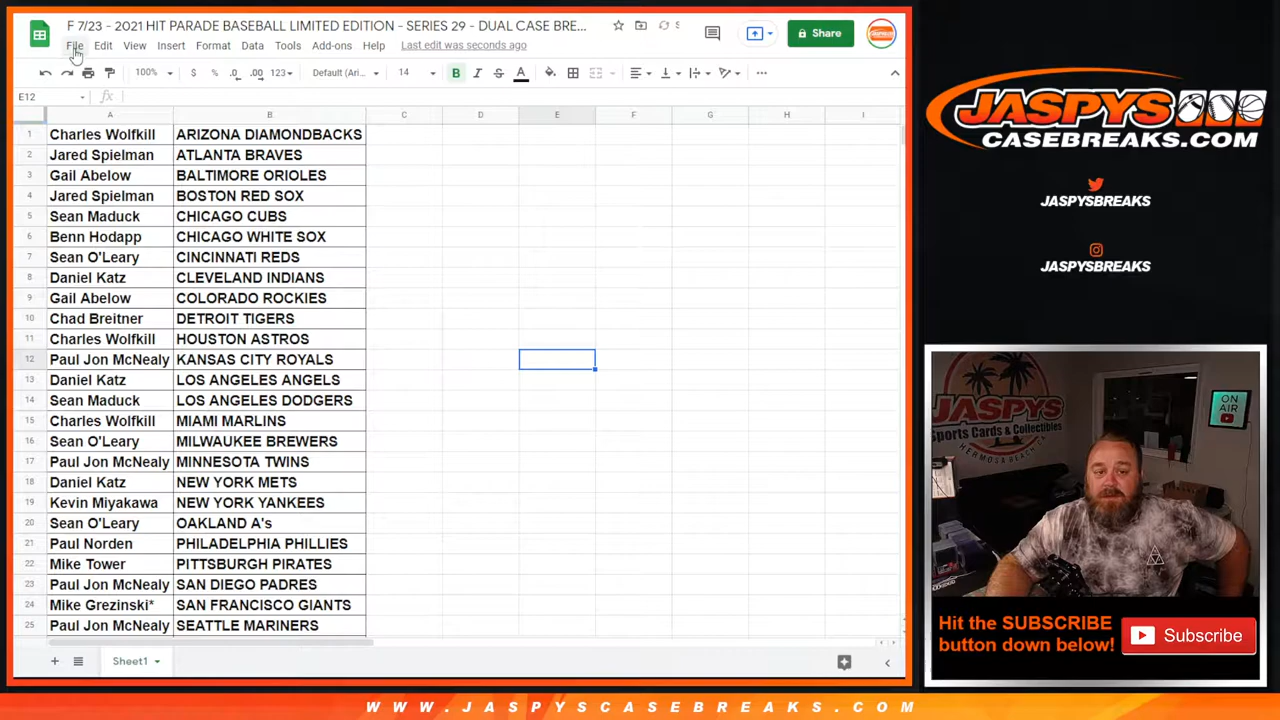 F 7/23 - 2021 HIT PARADE BASEBALL LIMITED EDITION - SERIES 29 - DUAL CASE BRE...
File Edit View Insert Format Data Tools Add-ons Help Last edit was seconds ago
Share
100% $ % .0 .00 123 Default (Ari... 14 B I S A
E12 fx
A B C D E F G H I
1 Charles Wolfkill ARIZONA DIAMONDBACKS
2 Jared Spielman ATLANTA BRAVES
3 Gail Abelow BALTIMORE ORIOLES
4 Jared Spielman BOSTON RED SOX
5 Sean Maduck CHICAGO CUBS
6 Benn Hodapp CHICAGO WHITE SOX
7 Sean O'Leary CINCINNATI REDS
8 Daniel Katz CLEVELAND INDIANS
9 Gail Abelow COLORADO ROCKIES
10 Chad Breitner DETROIT TIGERS
11 Charles Wolfkill HOUSTON ASTROS
12 Paul Jon McNealy KANSAS CITY ROYALS
13 Daniel Katz LOS ANGELES ANGELS
14 Sean Maduck LOS ANGELES DODGERS
15 Charles Wolfkill MIAMI MARLINS
16 Sean O'Leary MILWAUKEE BREWERS
17 Paul Jon McNealy MINNESOTA TWINS
18 Daniel Katz NEW YORK METS
19 Kevin Miyakawa NEW YORK YANKEES
20 Sean O'Leary OAKLAND A's
21 Paul Norden PHILADELPHIA PHILLIES
22 Mike Tower PITTSBURGH PIRATES
23 Paul Jon McNealy SAN DIEGO PADRES
24 Mike Grezinski* SAN FRANCISCO GIANTS
25 Paul Jon McNealy SEATTLE MARINERS
Sheet1
JASPYS
CASEBREAKS.COM
JASPYSBREAKS
JASPYSBREAKS
JASPYS
Sports Cards & Collectibles
HERMOSA BEACH, CA
ON
AIR
Hit the SUBSCRIBE
button down below!
Subscribe
WWW.JASPYSCASEBREAKS.COM